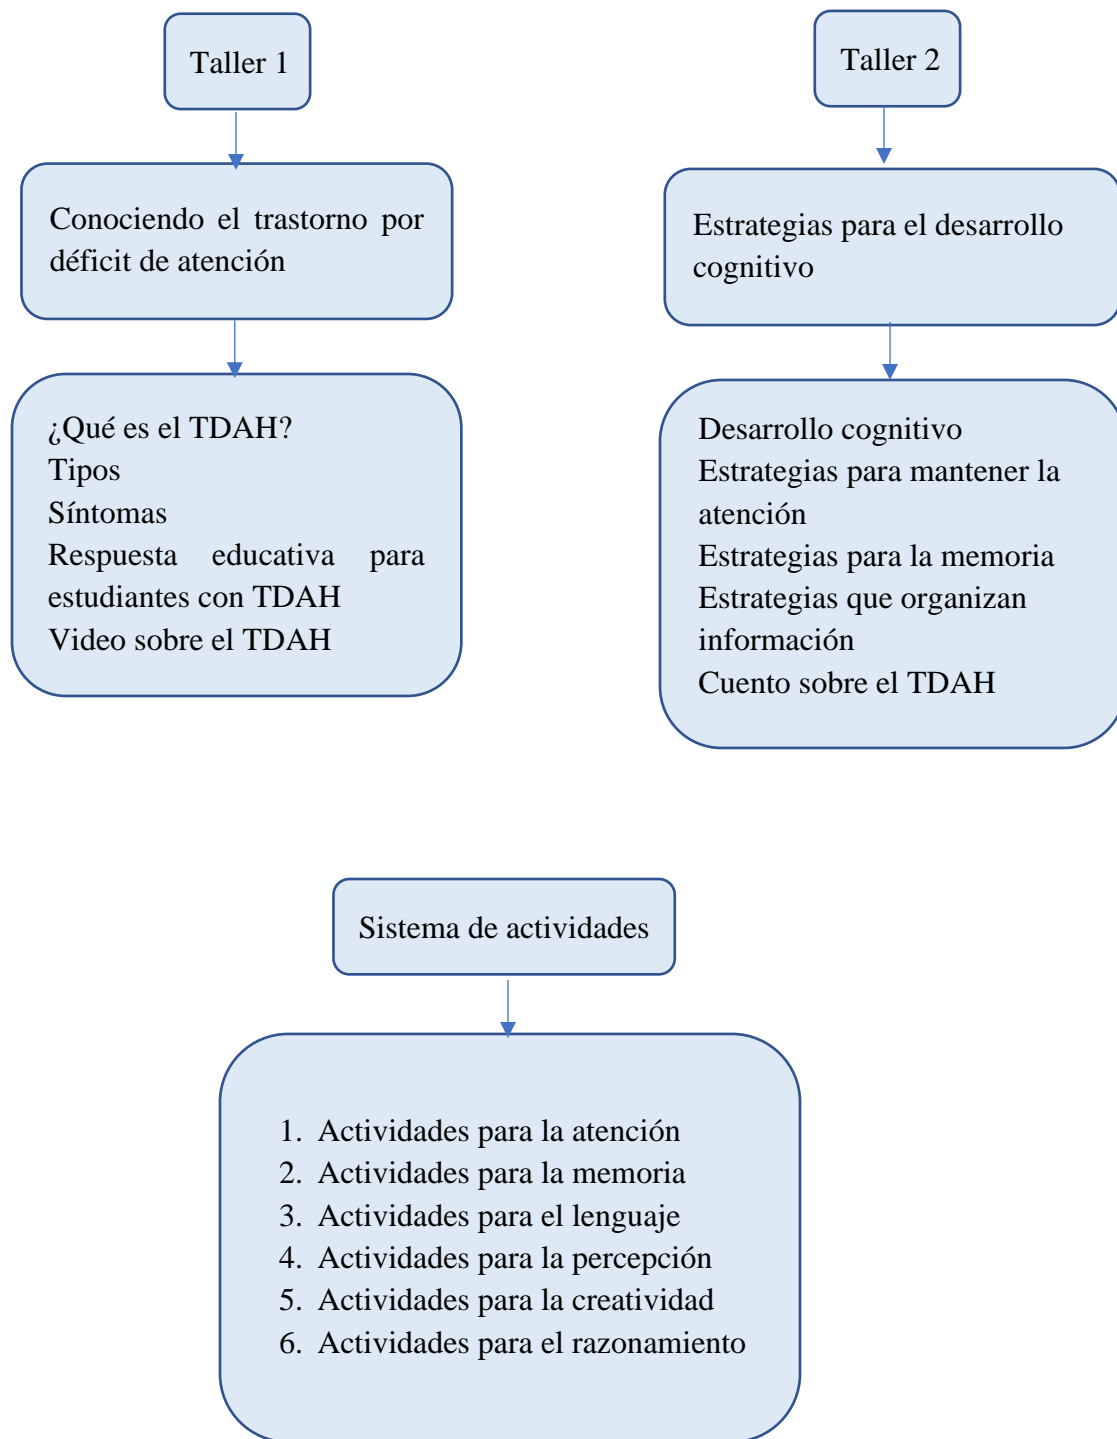 Taller 1
Conociendo el trastorno por
déficit de atención
¿Qué es el TDAH?
Tipos
Síntomas
Respuesta educativa para
estudiantes con TDAH
Video sobre el TDAH
Taller 2
Estrategias para el desarrollo
cognitivo
Desarrollo cognitivo
Estrategias para mantener la
atención
Estrategias para la memoria
Estrategias que organizan
información
Cuento sobre el TDAH
Sistema de actividades
1. Actividades para la atención
2. Actividades para la memoria
3. Actividades para el lenguaje
4. Actividades para la percepción
5. Actividades para la creatividad
6. Actividades para el razonamiento